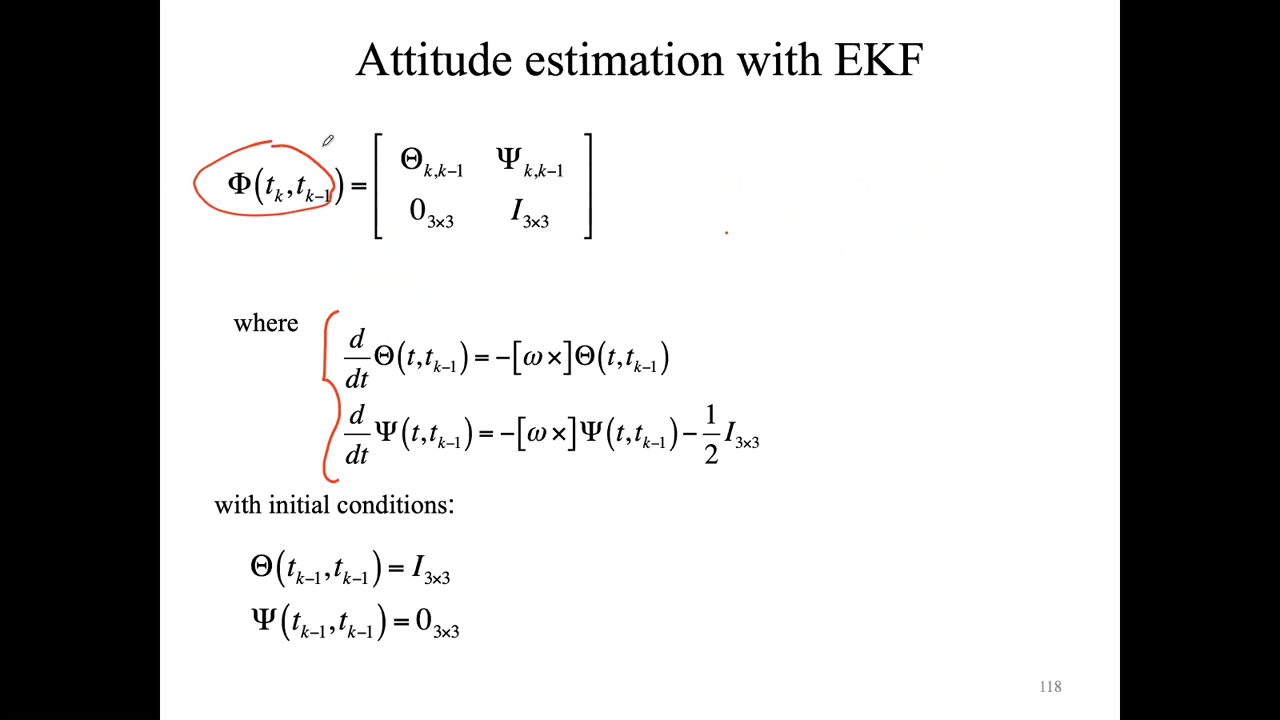 Attitude estimation with EKF
Φ(t_k,t_{k−1}) = [ Θ_{k,k−1} Ψ_{k,k−1}
0_{3×3} I_{3×3} ]
where
d/dt Θ(t,t_{k−1}) = −[ω×]Θ(t,t_{k−1})
d/dt Ψ(t,t_{k−1}) = −[ω×]Ψ(t,t_{k−1}) − 1/2 I_{3×3}
with initial conditions:
Θ(t_{k−1},t_{k−1}) = I_{3×3}
Ψ(t_{k−1},t_{k−1}) = 0_{3×3}
118